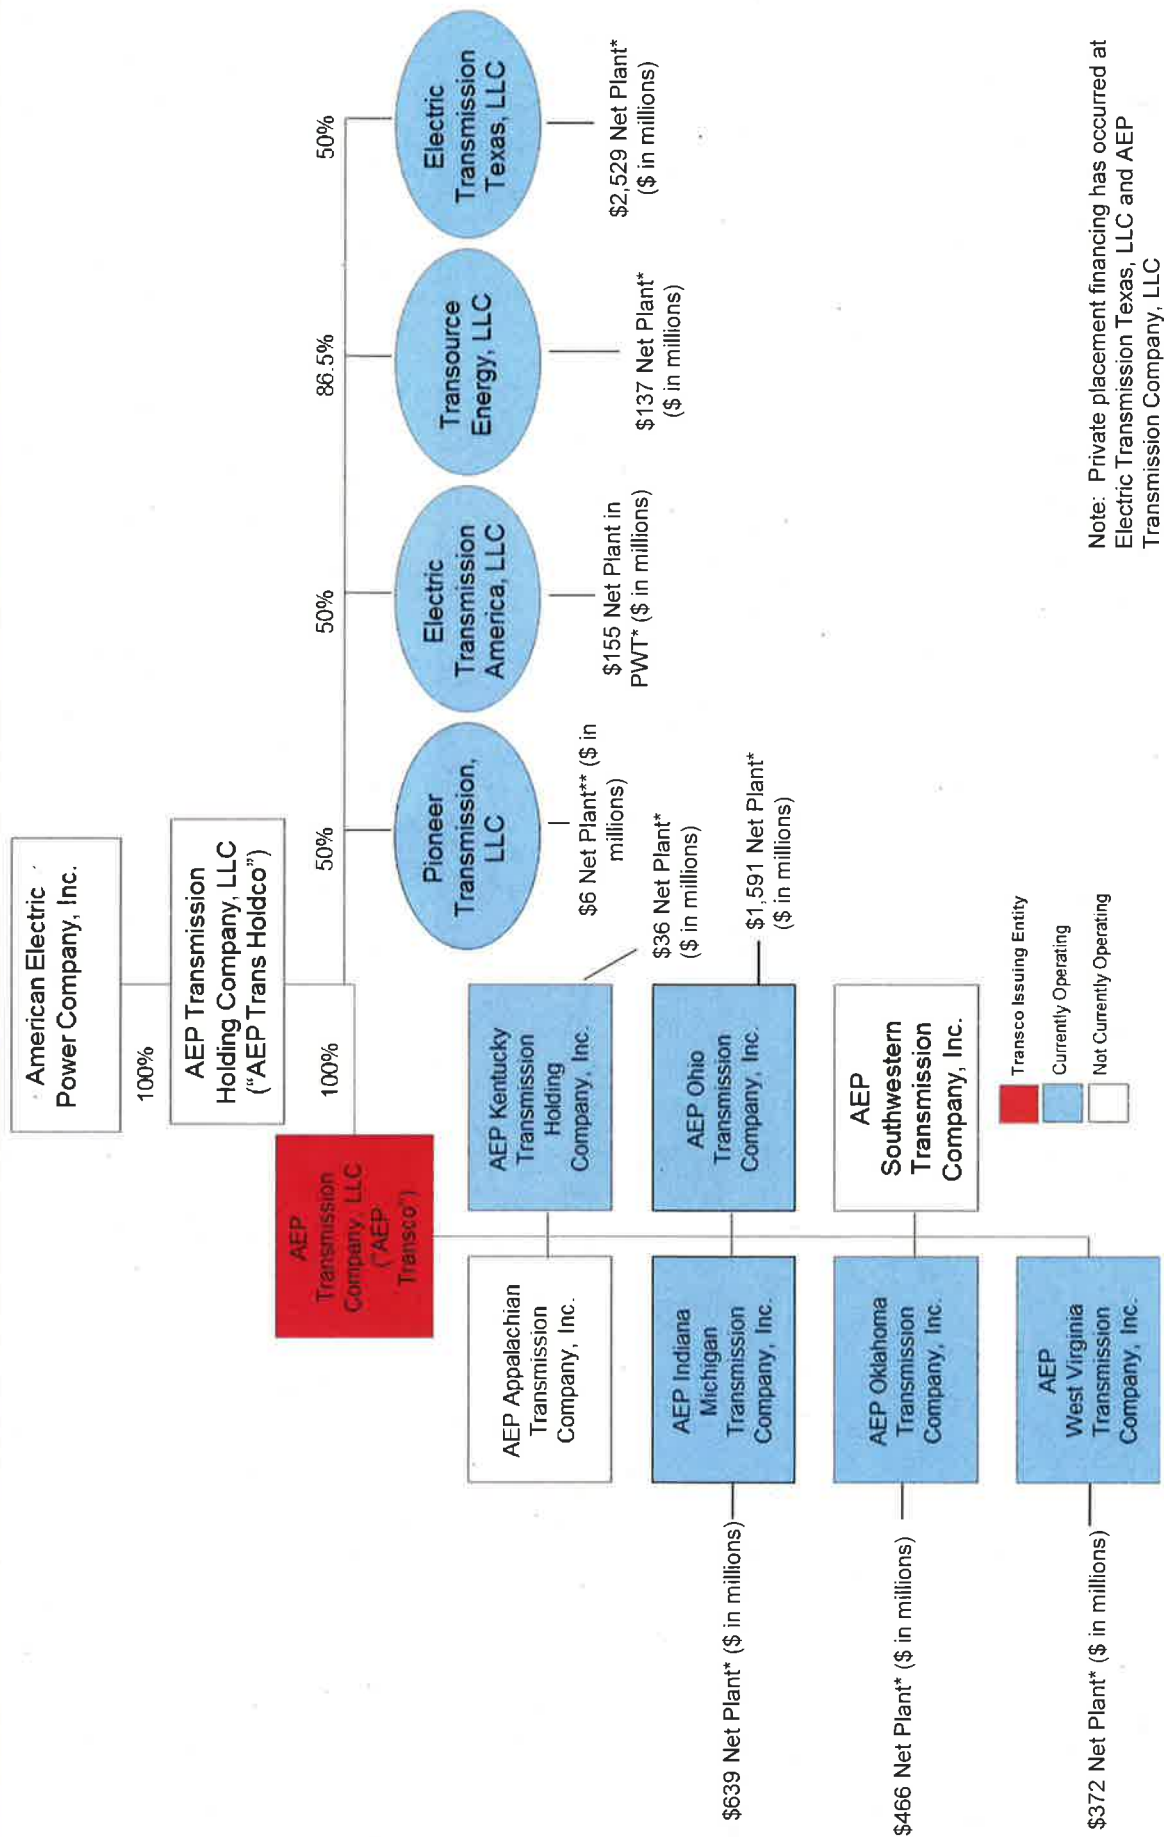 American Electric
Power Company, Inc.
100%
AEP Transmission
Holding Company, LLC
("AEP Trans Holdco")
100%
50%
50%
86.5%
50%
AEP
Transmission
Company, LLC
("AEP
Transco")
Pioneer
Transmission,
LLC
Electric
Transmission
America, LLC
Transource
Energy, LLC
Electric
Transmission
Texas, LLC
$6 Net Plant** ($ in
millions)
$155 Net Plant in
PWT* ($ in millions)
$137 Net Plant*
($ in millions)
$2,529 Net Plant*
($ in millions)
AEP Appalachian
Transmission
Company, Inc.
AEP Kentucky
Transmission
Holding
Company, Inc.
$36 Net Plant*
($ in millions)
$639 Net Plant* ($ in millions)
AEP Indiana
Michigan
Transmission
Company, Inc.
AEP Ohio
Transmission
Company, Inc.
$1,591 Net Plant*
($ in millions)
$466 Net Plant* ($ in millions)
AEP Oklahoma
Transmission
Company, Inc.
AEP
Southwestern
Transmission
Company, Inc.
$372 Net Plant* ($ in millions)
AEP
West Virginia
Transmission
Company, Inc.
Transco Issuing Entity
Currently Operating
Not Currently Operating
Note: Private placement financing has occurred at
Electric Transmission Texas, LLC and AEP
Transmission Company, LLC